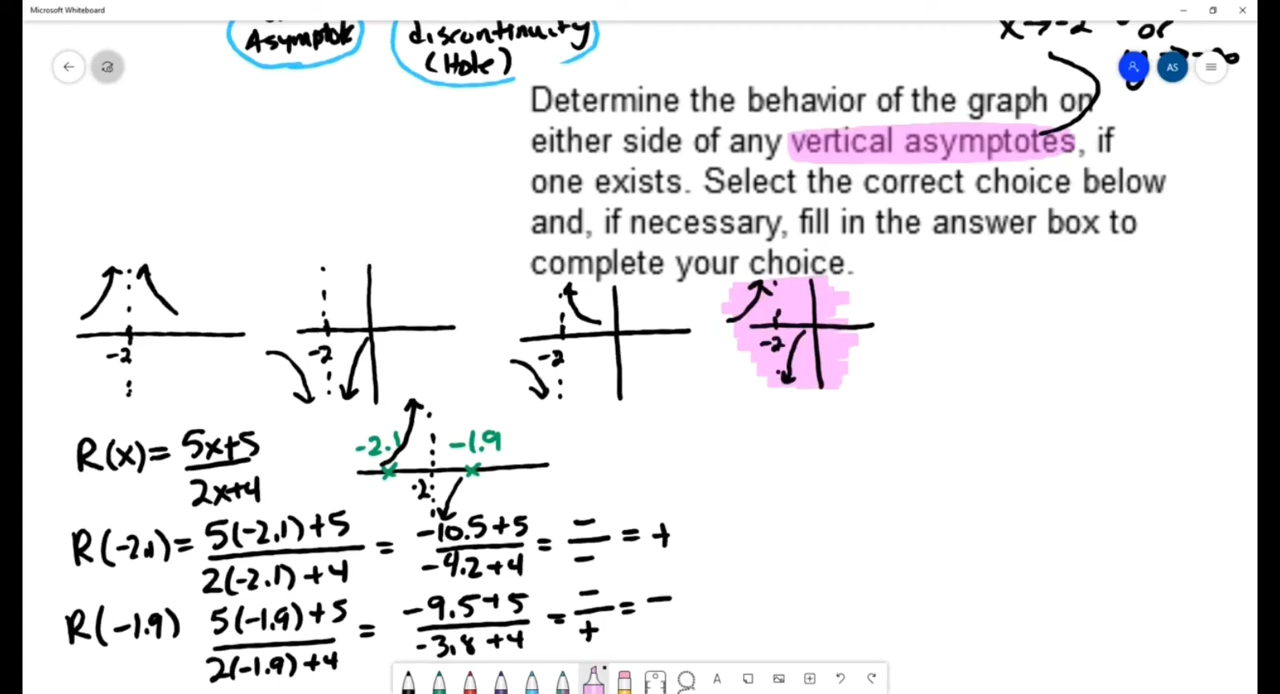 Microsoft Whiteboard
Asymptote
discontinuity
(Hole)
x→-2 or
y→-∞
AS
Determine the behavior of the graph on
either side of any vertical asymptotes, if
one exists. Select the correct choice below
and, if necessary, fill in the answer box to
complete your choice.
-2 -2 -2 -2
R(x)= 5x+5
2x+4
-2.1 -1.9
-2
R(-2.1)= 5(-2.1)+5 = -10.5+5 = - = +
2(-2.1)+4 -4.2+4 -
R(-1.9) 5(-1.9)+5 = -9.5+5 = - = -
2(-1.9)+4 -3.8+4 +
A